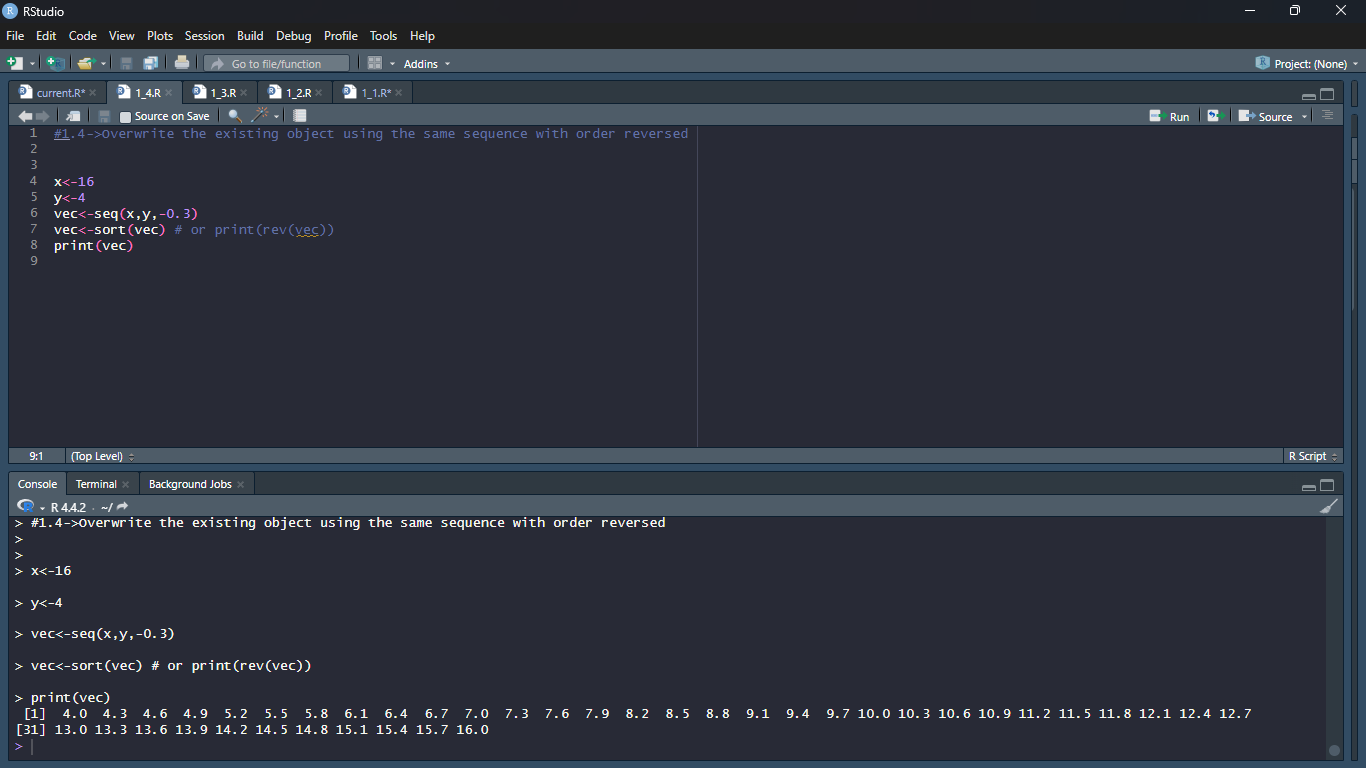 RStudio
File Edit Code View Plots Session Build Debug Profile Tools Help
Go to file/function Addins Project: (None)
current.R* 1_4.R 1_3.R 1_2.R 1_1.R*
Source on Save Run Source
1 #1.4->Overwrite the existing object using the same sequence with order reversed
2
3
4 x<-16
5 y<-4
6 vec<-seq(x,y,-0.3)
7 vec<-sort(vec) # or print(rev(vec))
8 print(vec)
9
9:1 (Top Level) R Script
Console Terminal Background Jobs
R 4.4.2 · ~/
> #1.4->Overwrite the existing object using the same sequence with order reversed
>
>
> x<-16
> y<-4
> vec<-seq(x,y,-0.3)
> vec<-sort(vec) # or print(rev(vec))
> print(vec)
[1] 4.0 4.3 4.6 4.9 5.2 5.5 5.8 6.1 6.4 6.7 7.0 7.3 7.6 7.9 8.2 8.5 8.8 9.1 9.4 9.7 10.0 10.3 10.6 10.9 11.2 11.5 11.8 12.1 12.4 12.7
[31] 13.0 13.3 13.6 13.9 14.2 14.5 14.8 15.1 15.4 15.7 16.0
>